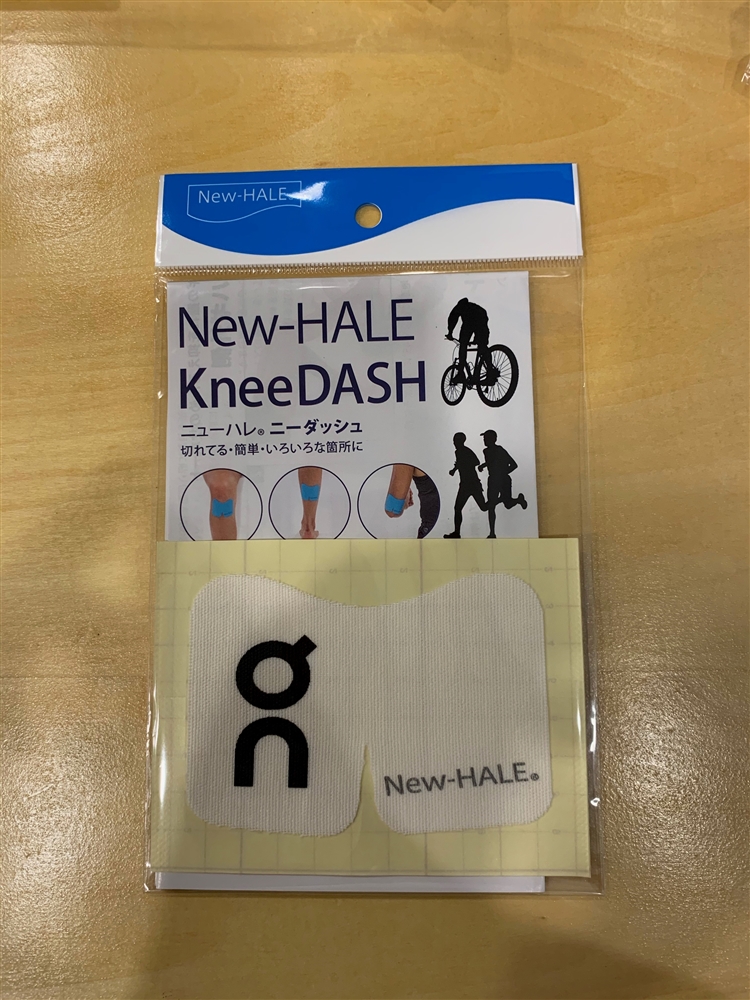 New-HALE
New-HALE
KneeDASH
ニューハレ® ニーダッシュ
切れてる・簡単・いろいろな箇所に
On
New-HALE®